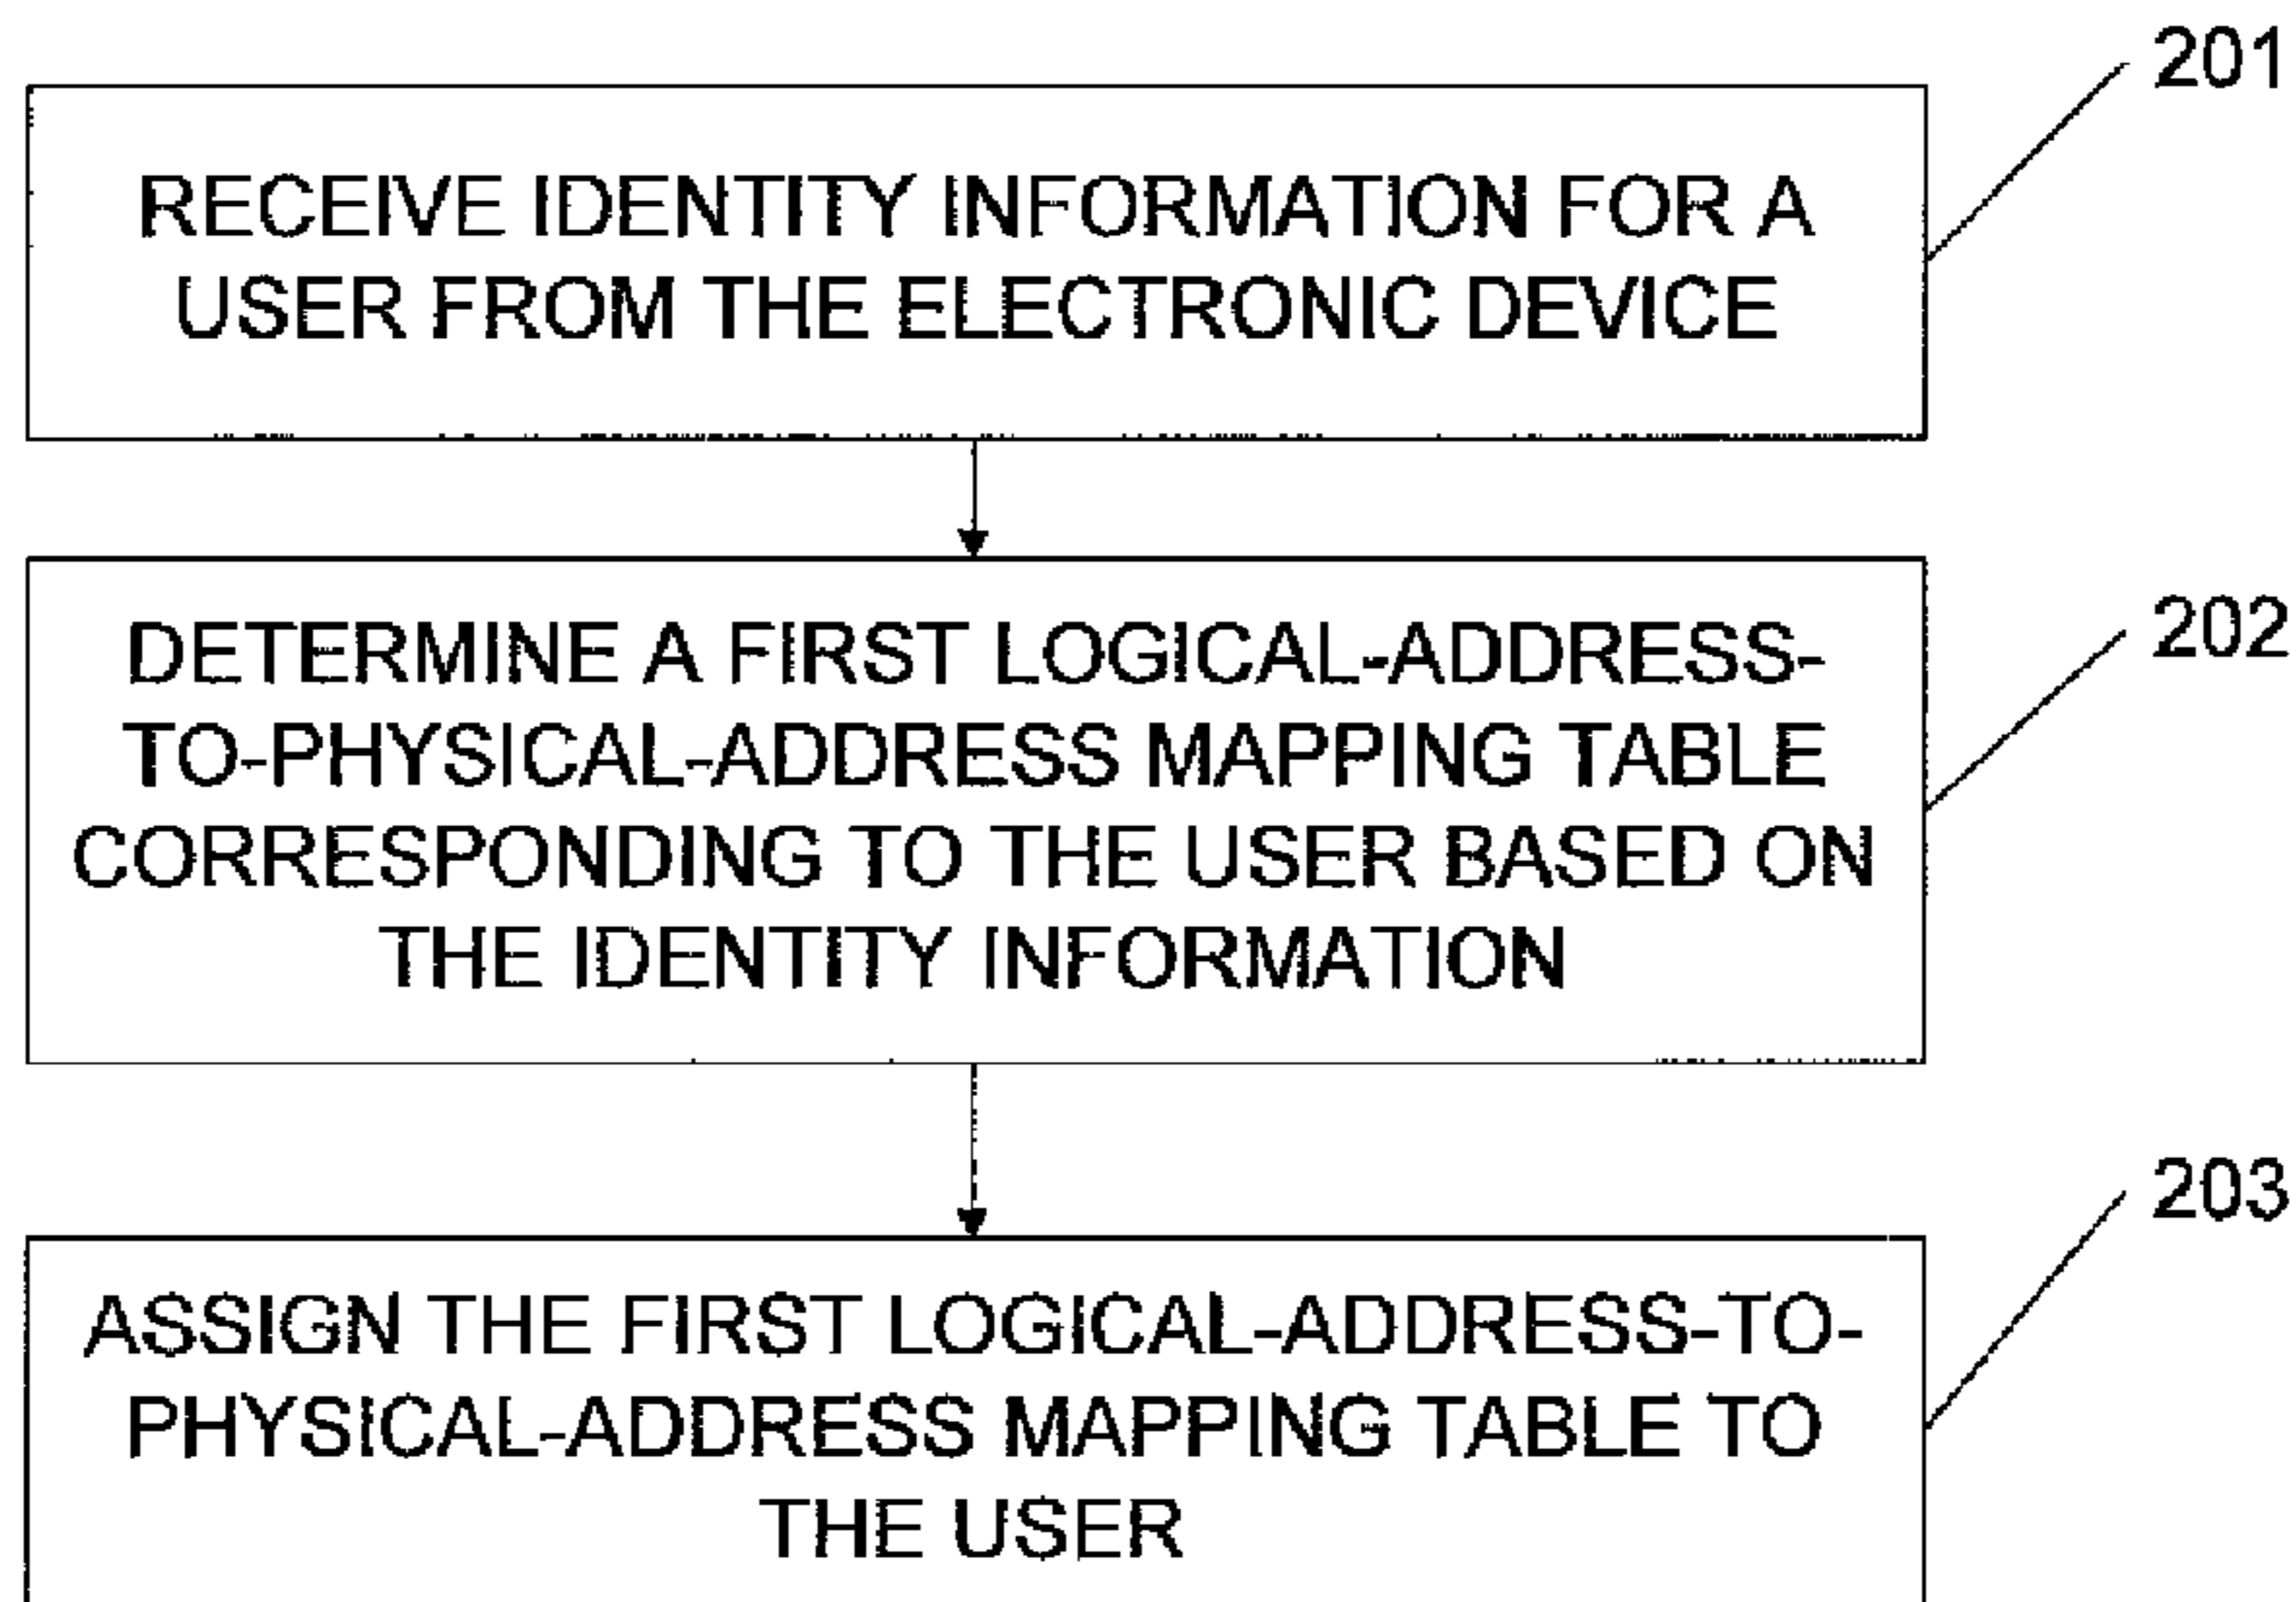 201
RECEIVE IDENTITY INFORMATION FOR A
USER FROM THE ELECTRONIC DEVICE
202
DETERMINE A FIRST LOGICAL-ADDRESS-
TO-PHYSICAL-ADDRESS MAPPING TABLE
CORRESPONDING TO THE USER BASED ON
THE IDENTITY INFORMATION
203
ASSIGN THE FIRST LOGICAL-ADDRESS-TO-
PHYSICAL-ADDRESS MAPPING TABLE TO
THE USER